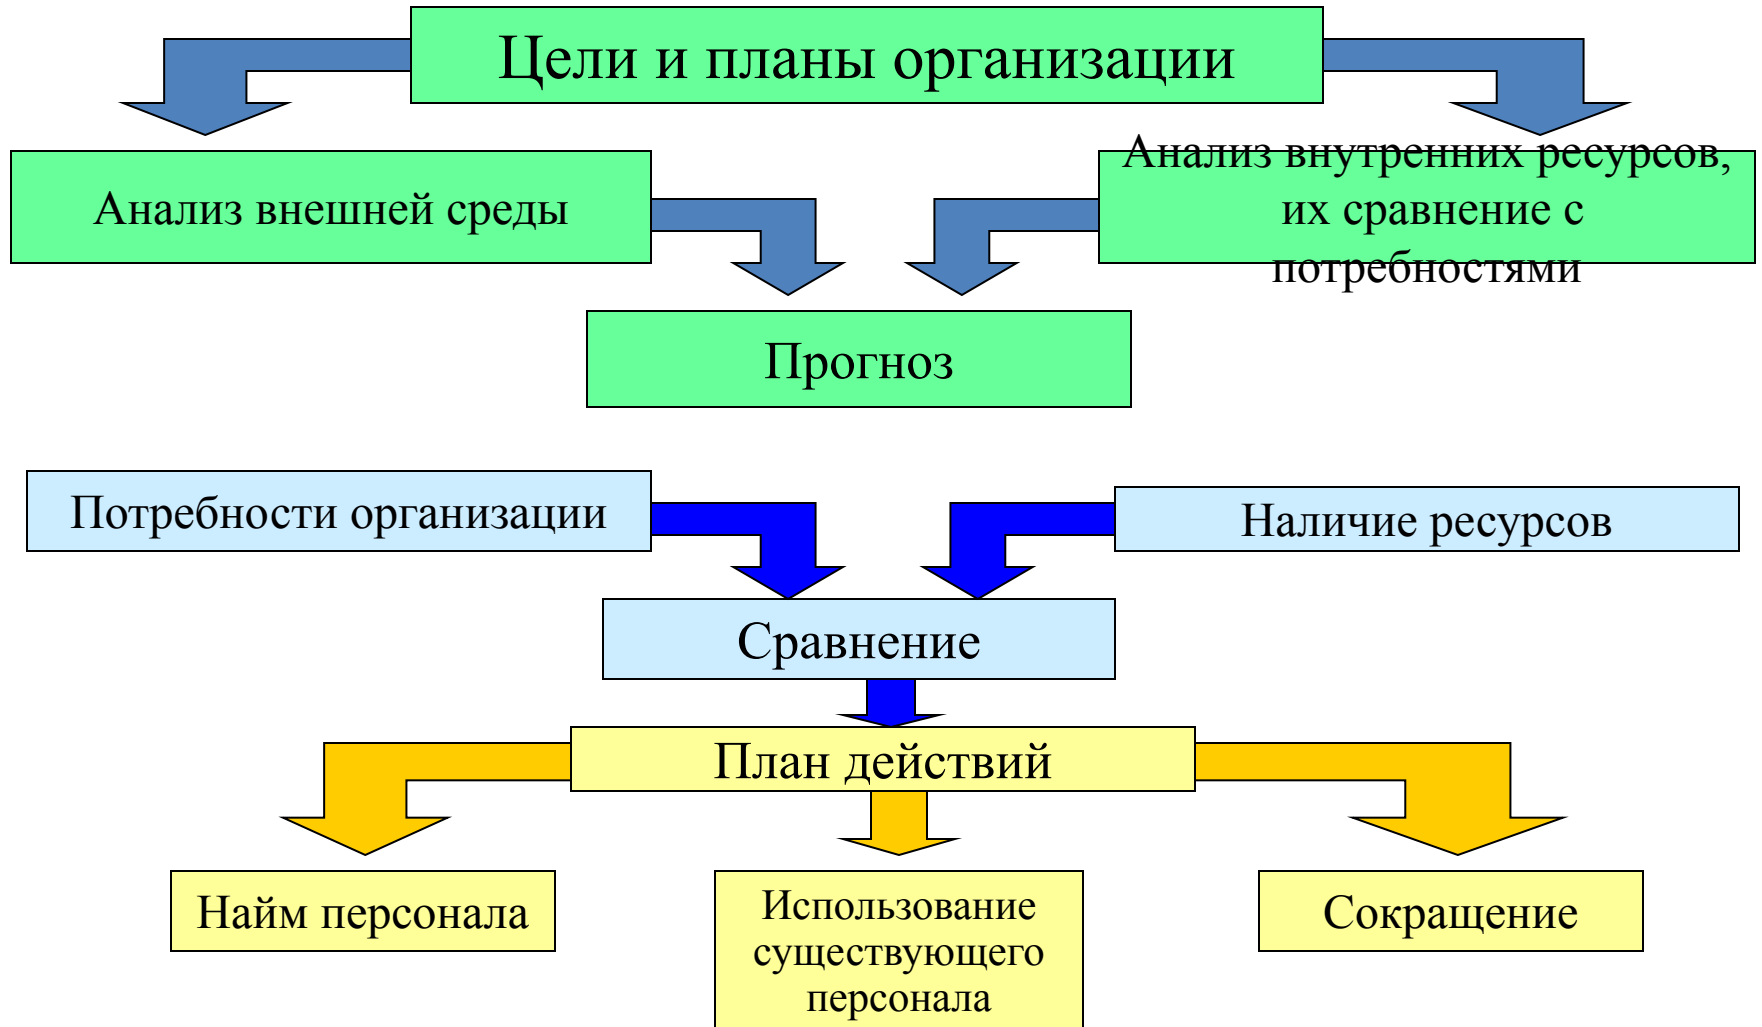 Цели и планы организации
Анализ внешней среды
Анализ внутренних ресурсов,
их сравнение с
потребностями
Прогноз
Потребности организации
Наличие ресурсов
Сравнение
План действий
Найм персонала
Использование
существующего
персонала
Сокращение